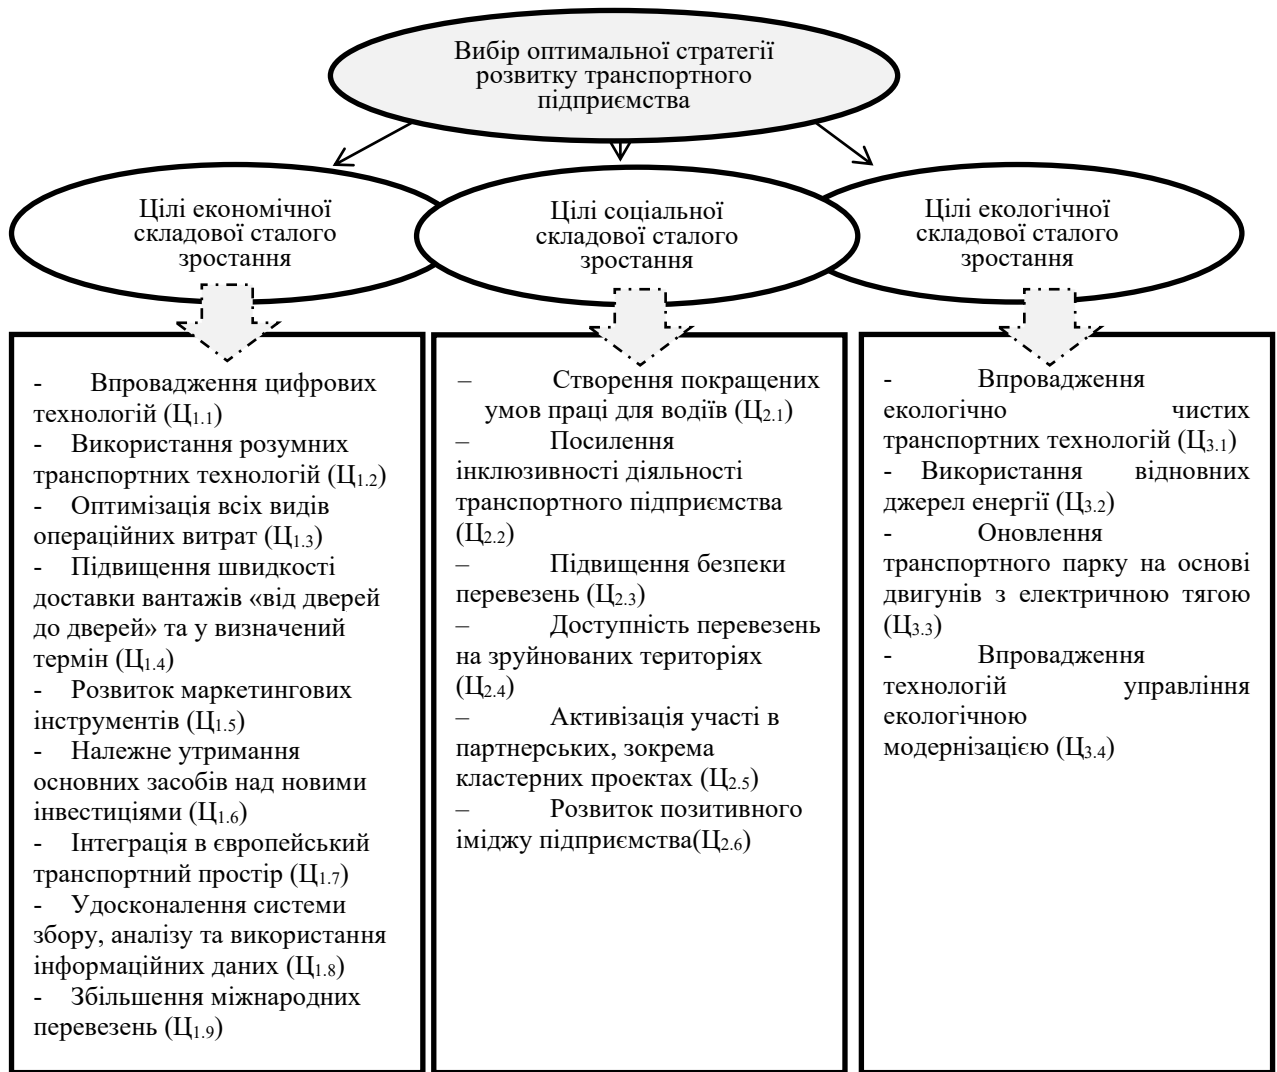 Вибір оптимальної стратегії
розвитку транспортного
підприємства
Цілі економічної
складової сталого
зростання
Цілі соціальної
складової сталого
зростання
Цілі екологічної
складової сталого
зростання
- Впровадження цифрових
технологій (Ц1.1)
- Використання розумних
транспортних технологій (Ц1.2)
- Оптимізація всіх видів
операційних витрат (Ц1.3)
- Підвищення швидкості
доставки вантажів «від дверей
до дверей» та у визначений
термін (Ц1.4)
- Розвиток маркетингових
інструментів (Ц1.5)
- Належне утримання
основних засобів над новими
інвестиціями (Ц1.6)
- Інтеграція в європейський
транспортний простір (Ц1.7)
- Удосконалення системи
збору, аналізу та використання
інформаційних даних (Ц1.8)
- Збільшення міжнародних
перевезень (Ц1.9)
– Створення покращених
умов праці для водіїв (Ц2.1)
– Посилення
інклюзивності діяльності
транспортного підприємства
(Ц2.2)
– Підвищення безпеки
перевезень (Ц2.3)
– Доступність перевезень
на зруйнованих територіях
(Ц2.4)
– Активізація участі в
партнерських, зокрема
кластерних проектах (Ц2.5)
– Розвиток позитивного
іміджу підприємства(Ц2.6)
- Впровадження
екологічно чистих
транспортних технологій (Ц3.1)
- Використання відновних
джерел енергії (Ц3.2)
- Оновлення
транспортного парку на основі
двигунів з електричною тягою
(Ц3.3)
- Впровадження
технологій управління
екологічною
модернізацією (Ц3.4)